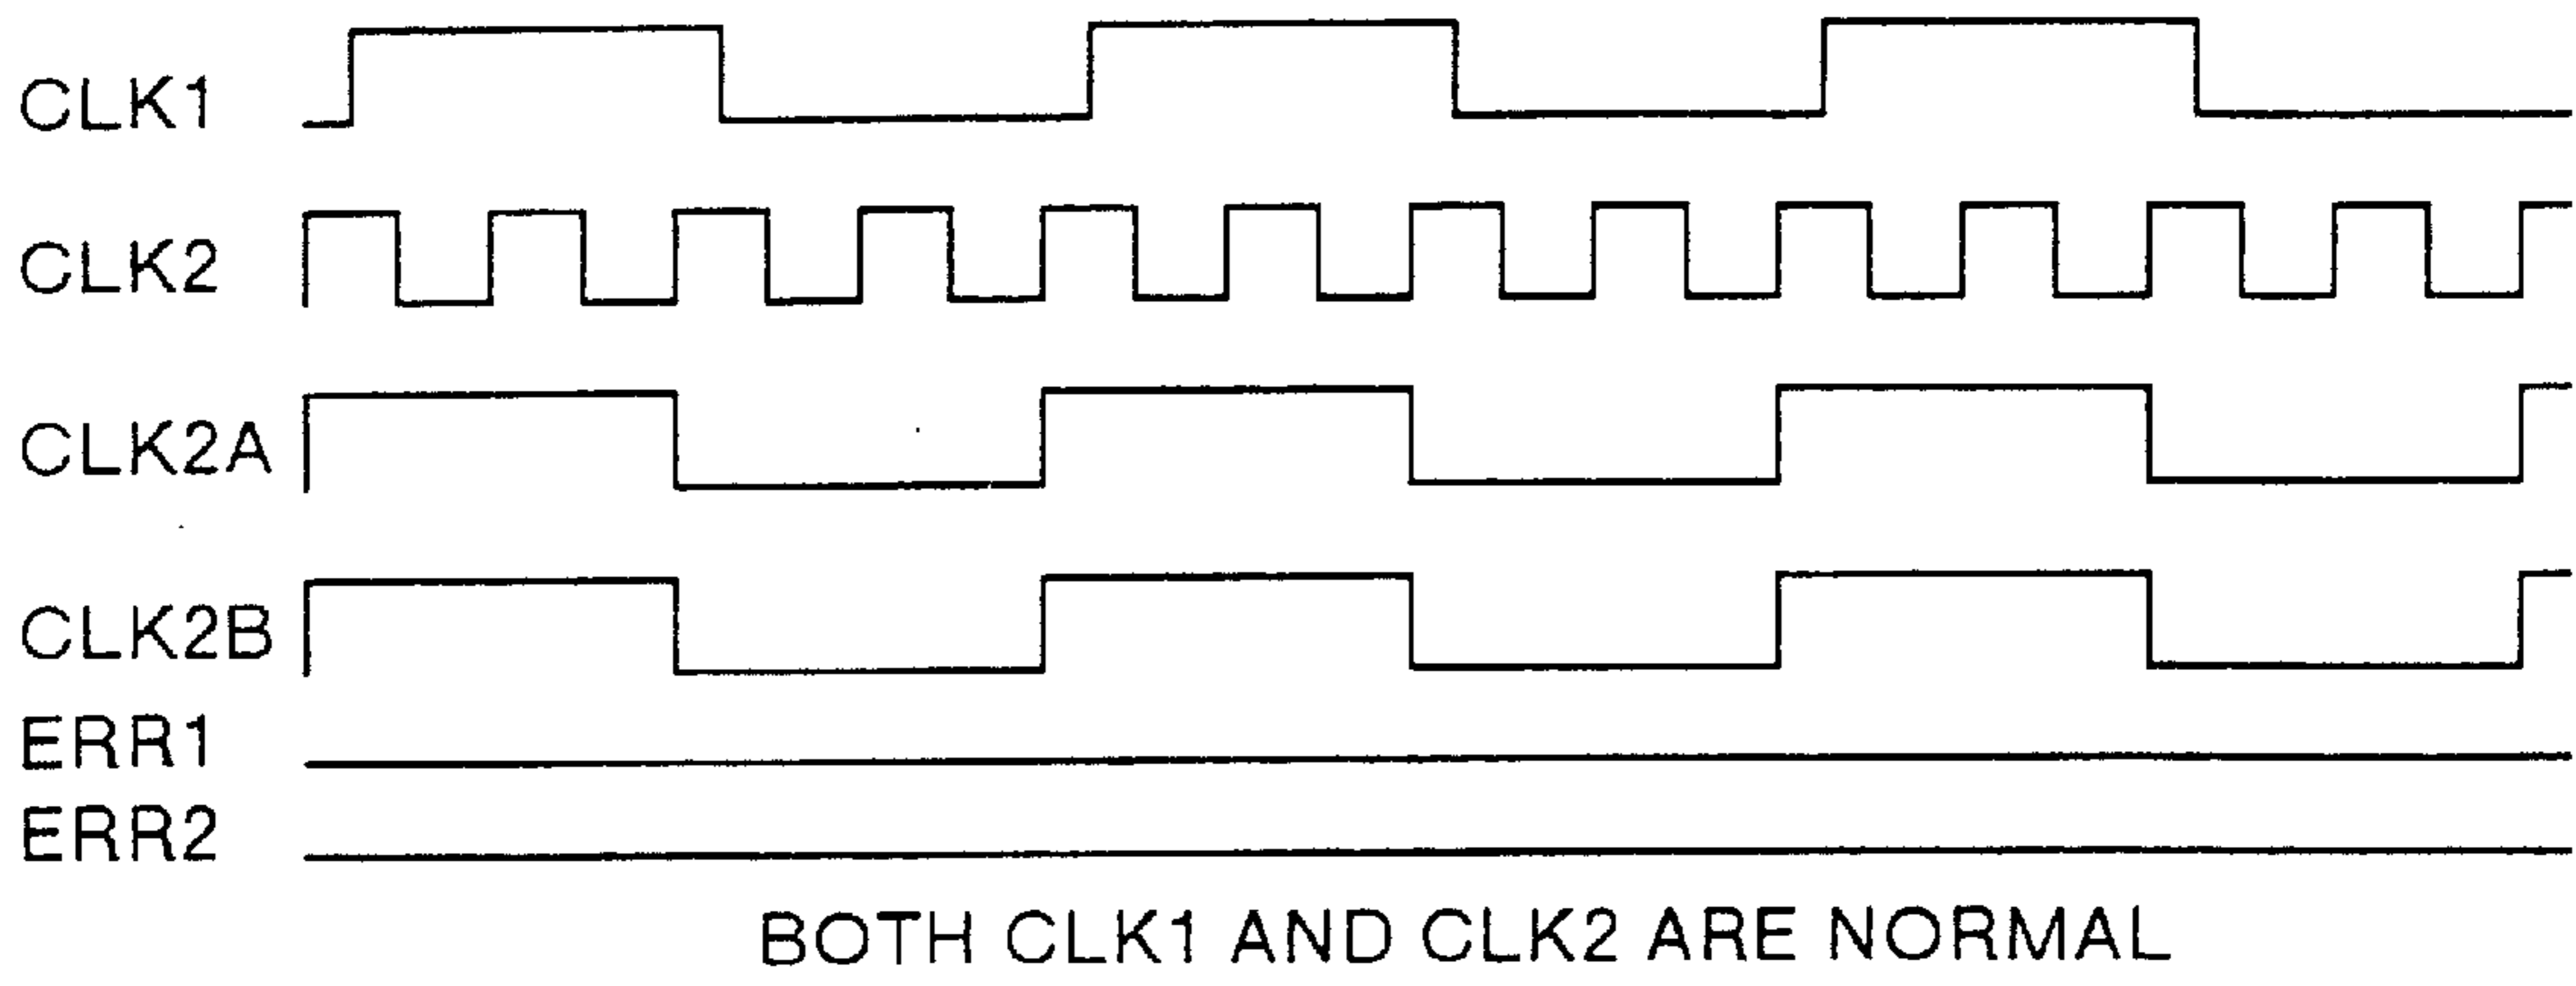 CLK1
CLK2
CLK2A
CLK2B
ERR1
ERR2
BOTH CLK1 AND CLK2 ARE NORMAL